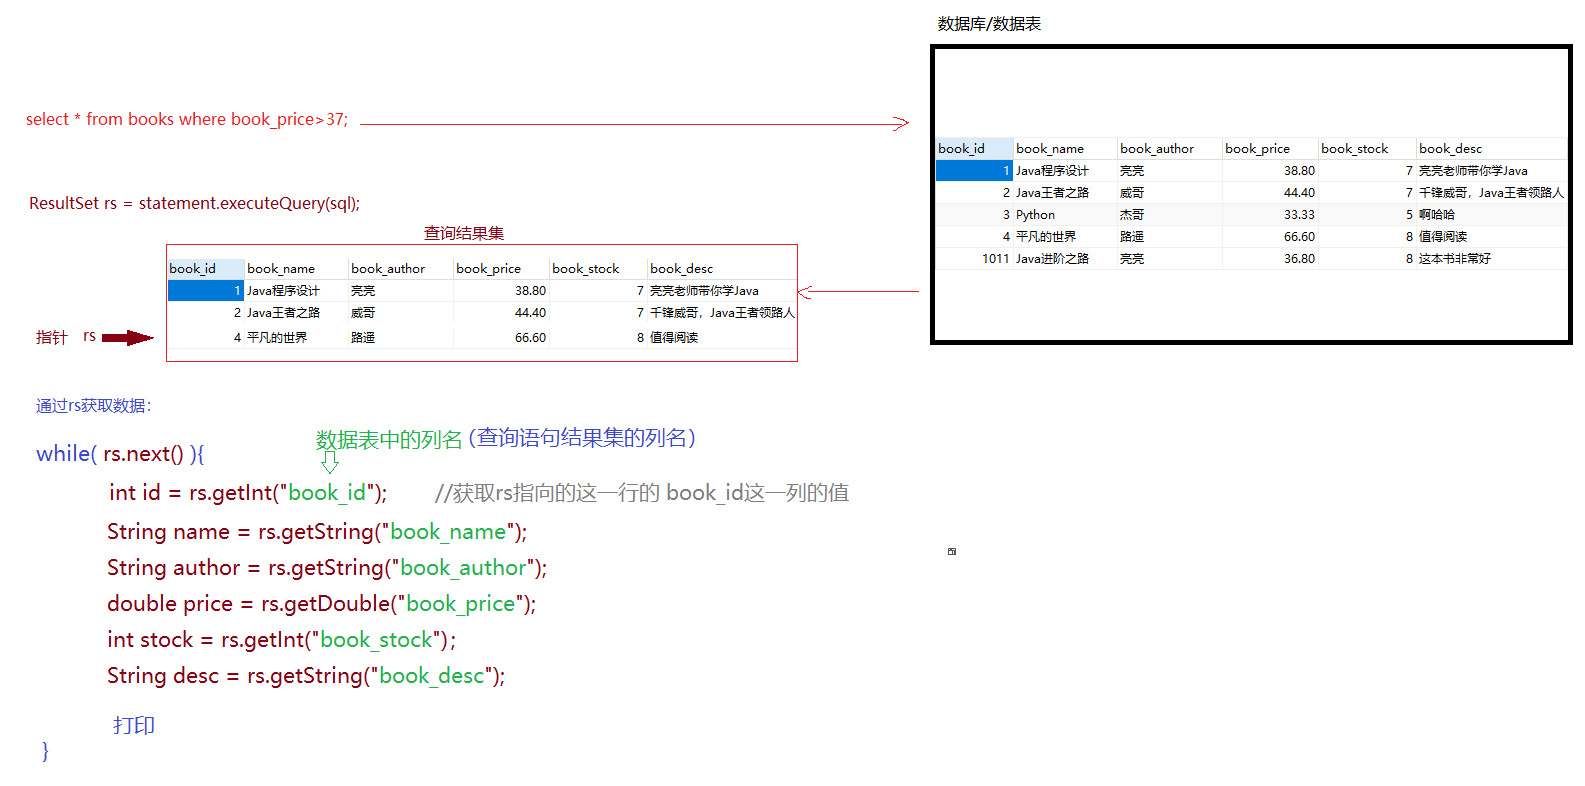 数据库/数据表
select * from books where book_price>37;
book_id book_name book_author book_price book_stock book_desc
1 Java程序设计 亮亮 38.80 7 亮亮老师带你学Java
2 Java王者之路 威哥 44.40 7 千锋威哥，Java王者领路人
3 Python 杰哥 33.33 5 啊哈哈
4 平凡的世界 路遥 66.60 8 值得阅读
1011 Java进阶之路 亮亮 36.80 8 这本书非常好
ResultSet rs = statement.executeQuery(sql);
查询结果集
book_id book_name book_author book_price book_stock book_desc
1 Java程序设计 亮亮 38.80 7 亮亮老师带你学Java
2 Java王者之路 威哥 44.40 7 千锋威哥，Java王者领路人
指针 rs
4 平凡的世界 路遥 66.60 8 值得阅读
通过rs获取数据：
数据表中的列名（查询语句结果集的列名）
while( rs.next() ){
int id = rs.getInt("book_id"); //获取rs指向的这一行的 book_id这一列的值
String name = rs.getString("book_name");
String author = rs.getString("book_author");
double price = rs.getDouble("book_price");
int stock = rs.getInt("book_stock");
String desc = rs.getString("book_desc");
打印
}